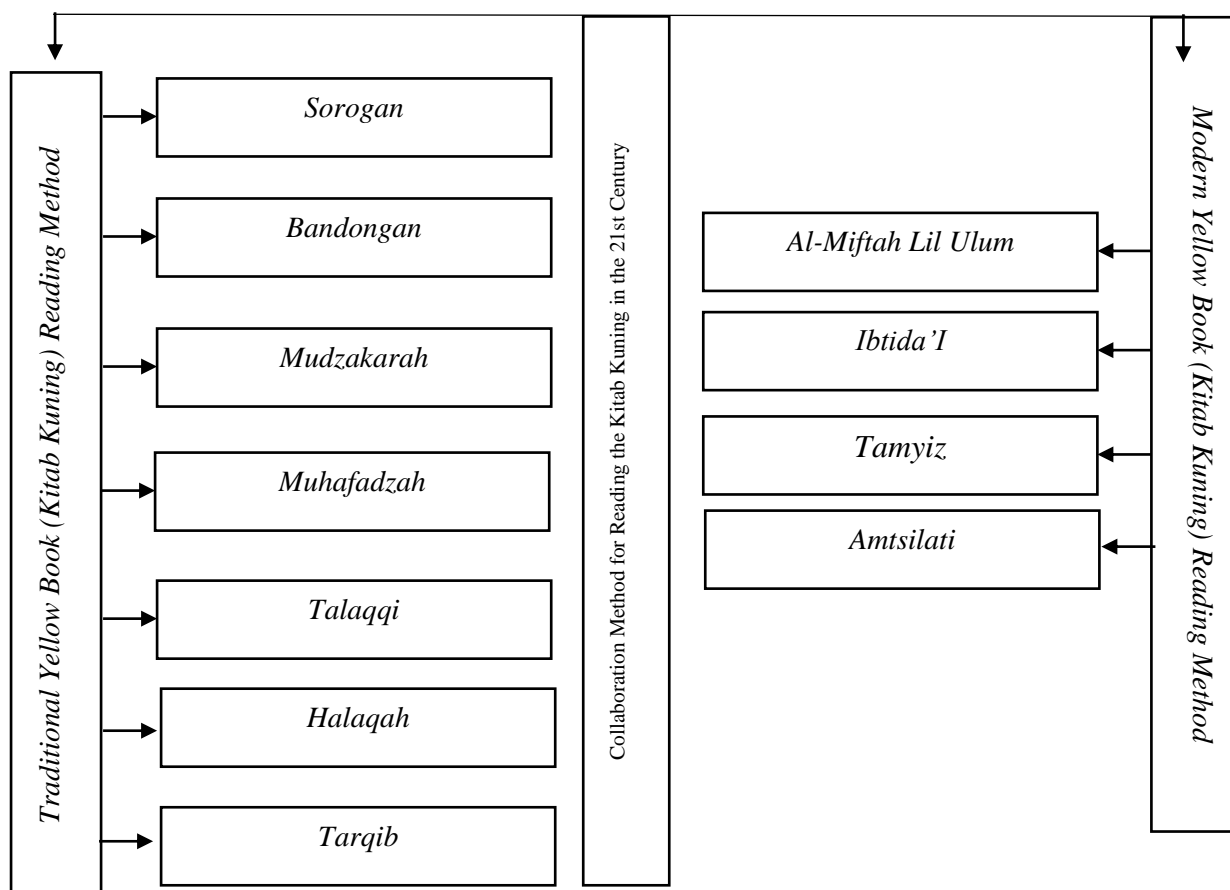 Traditional Yellow Book (Kitab Kuning) Reading Method
Sorogan
Bandongan
Mudzakarah
Muhafadzah
Talaqqi
Halaqah
Tarqib
Collaboration Method for Reading the Kitab Kuning in the 21st Century
Al-Miftah Lil Ulum
Ibtida’I
Tamyiz
Amtsilati
Modern Yellow Book (Kitab Kuning) Reading Method